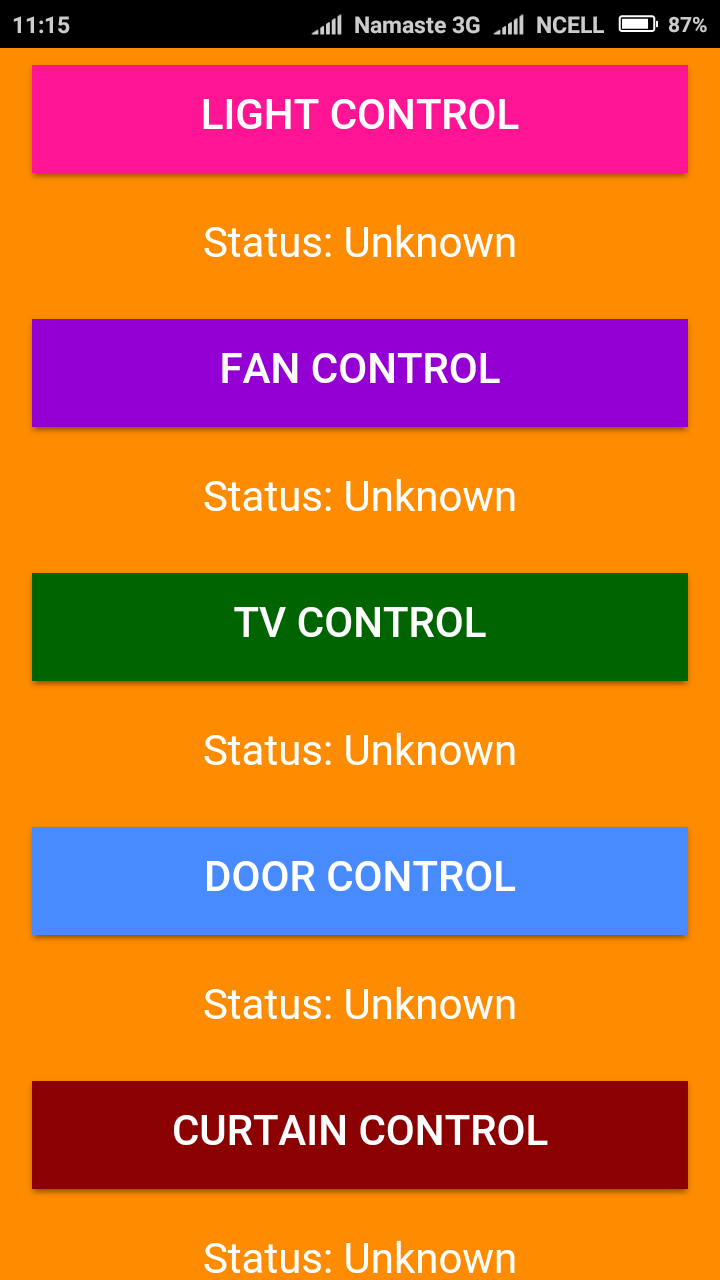 11:15 Namaste 3G NCELL 87%
LIGHT CONTROL
Status: Unknown
FAN CONTROL
Status: Unknown
TV CONTROL
Status: Unknown
DOOR CONTROL
Status: Unknown
CURTAIN CONTROL
Status: Unknown